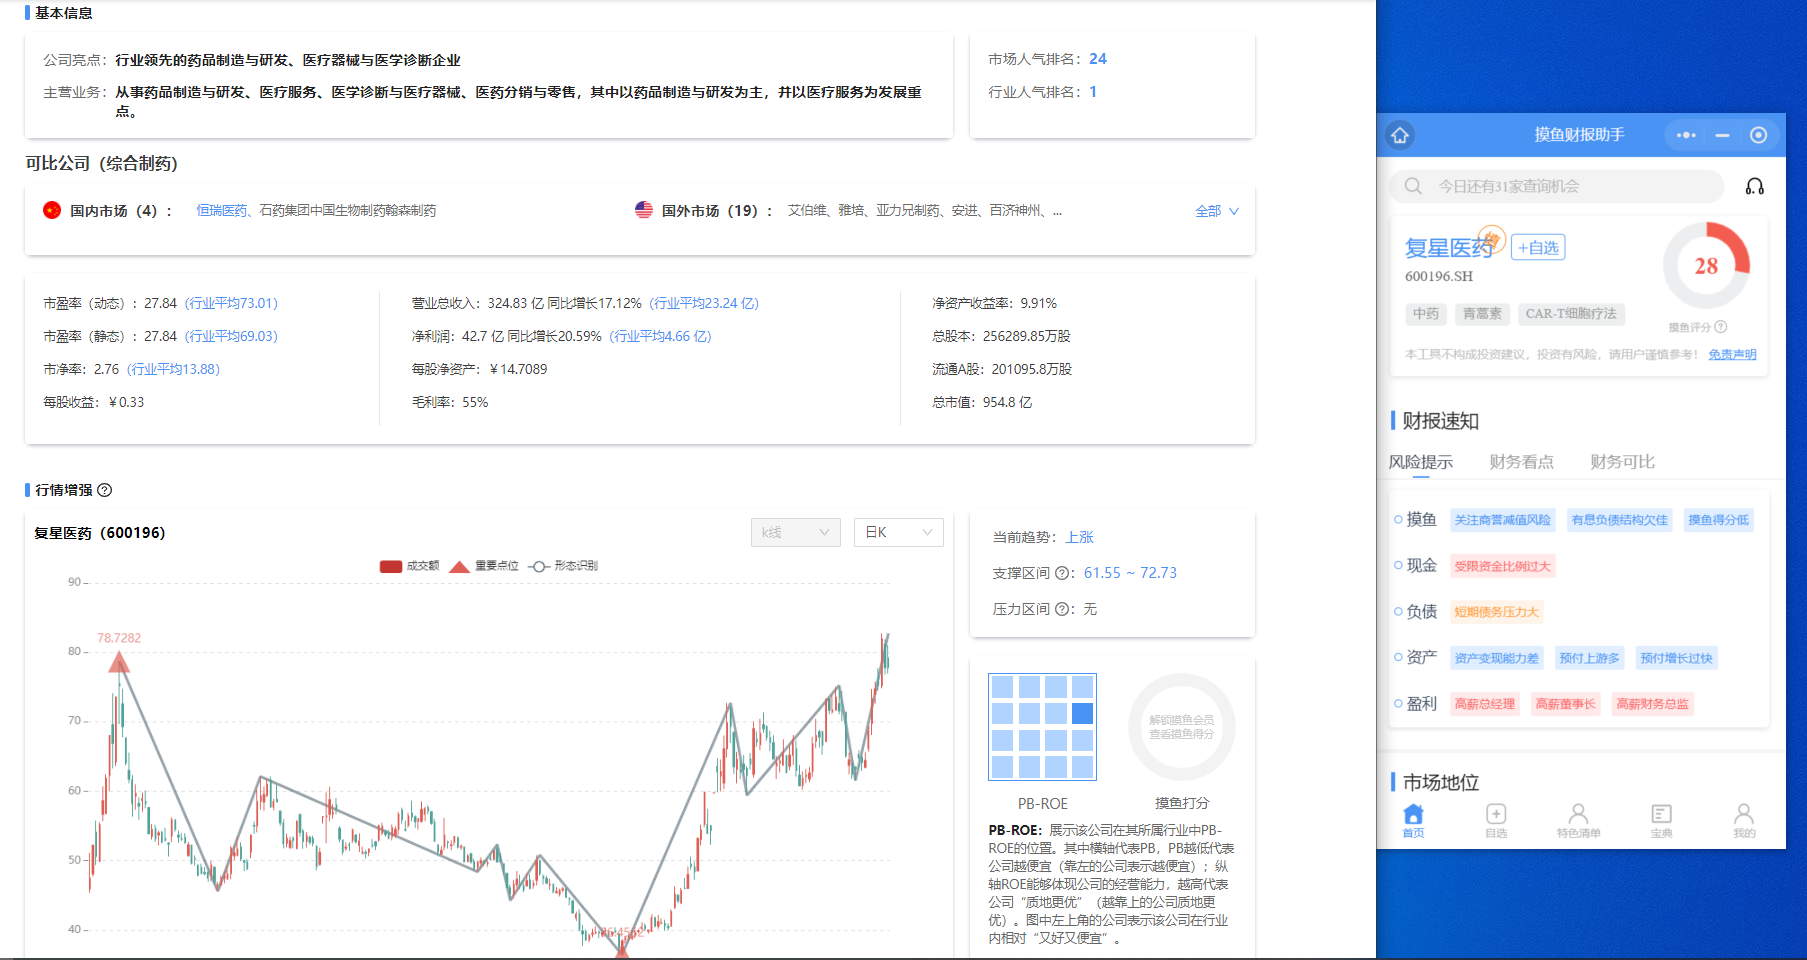 基本信息
公司亮点：行业领先的药品制造与研发、医疗器械与医学诊断企业
主营业务：从事药品制造与研发、医疗服务、医学诊断与医疗器械、医药分销与零售，其中以药品制造与研发为主，并以医疗服务为发展重
点。
市场人气排名：24
行业人气排名：1
可比公司（综合制药）
国内市场（4）：
恒瑞医药、石药集团中国生物制药翰森制药
国外市场（19）：
艾伯维、雅培、亚力兄制药、安进、百济神州、...
全部
市盈率（动态）：27.84（行业平均73.01）
市盈率（静态）：27.84（行业平均69.03）
市净率：2.76（行业平均13.88）
每股收益：￥0.33
营业总收入：324.83 亿 同比增长17.12%（行业平均23.24 亿）
净利润：42.7 亿 同比增长20.59%（行业平均4.66 亿）
每股净资产：￥14.7089
毛利率：55%
净资产收益率：9.91%
总股本：256289.85万股
流通A股：201095.8万股
总市值：954.8 亿
行情增强
复星医药（600196）
k线
日K
成交额
重要点位
形态识别
90
78.7282
80
70
60
50
40
当前趋势：上涨
支撑区间：61.55 ~ 72.73
压力区间：无
PB-ROE
解锁摸鱼会员
查看摸鱼得分
摸鱼打分
PB-ROE：展示该公司在其所属行业中PB-
ROE的位置。其中横轴代表PB，PB越低代表
公司越便宜（靠左的公司表示越便宜）；纵
轴ROE能够体现公司的经营能力，越高代表
公司“质地更优”（越靠上的公司质地更
优）。图中左上角的公司表示该公司在行业
内相对“又好又便宜”。
摸鱼财报助手
今日还有31家查询机会
复星医药
+自选
600196.SH
中药
青蒿素
CAR-T细胞疗法
28
摸鱼评分
本工具不构成投资建议，投资有风险，请用户谨慎参考！
免责声明
财报速知
风险提示
财务看点
财务可比
摸鱼
关注商誉减值风险
有息负债结构欠佳
摸鱼得分低
现金
受限资金比例过大
负债
短期债务压力大
资产
资产变现能力差
预付上游多
预付增长过快
盈利
高薪总经理
高薪董事长
高薪财务总监
市场地位
首页
自选
特色清单
宝典
我的